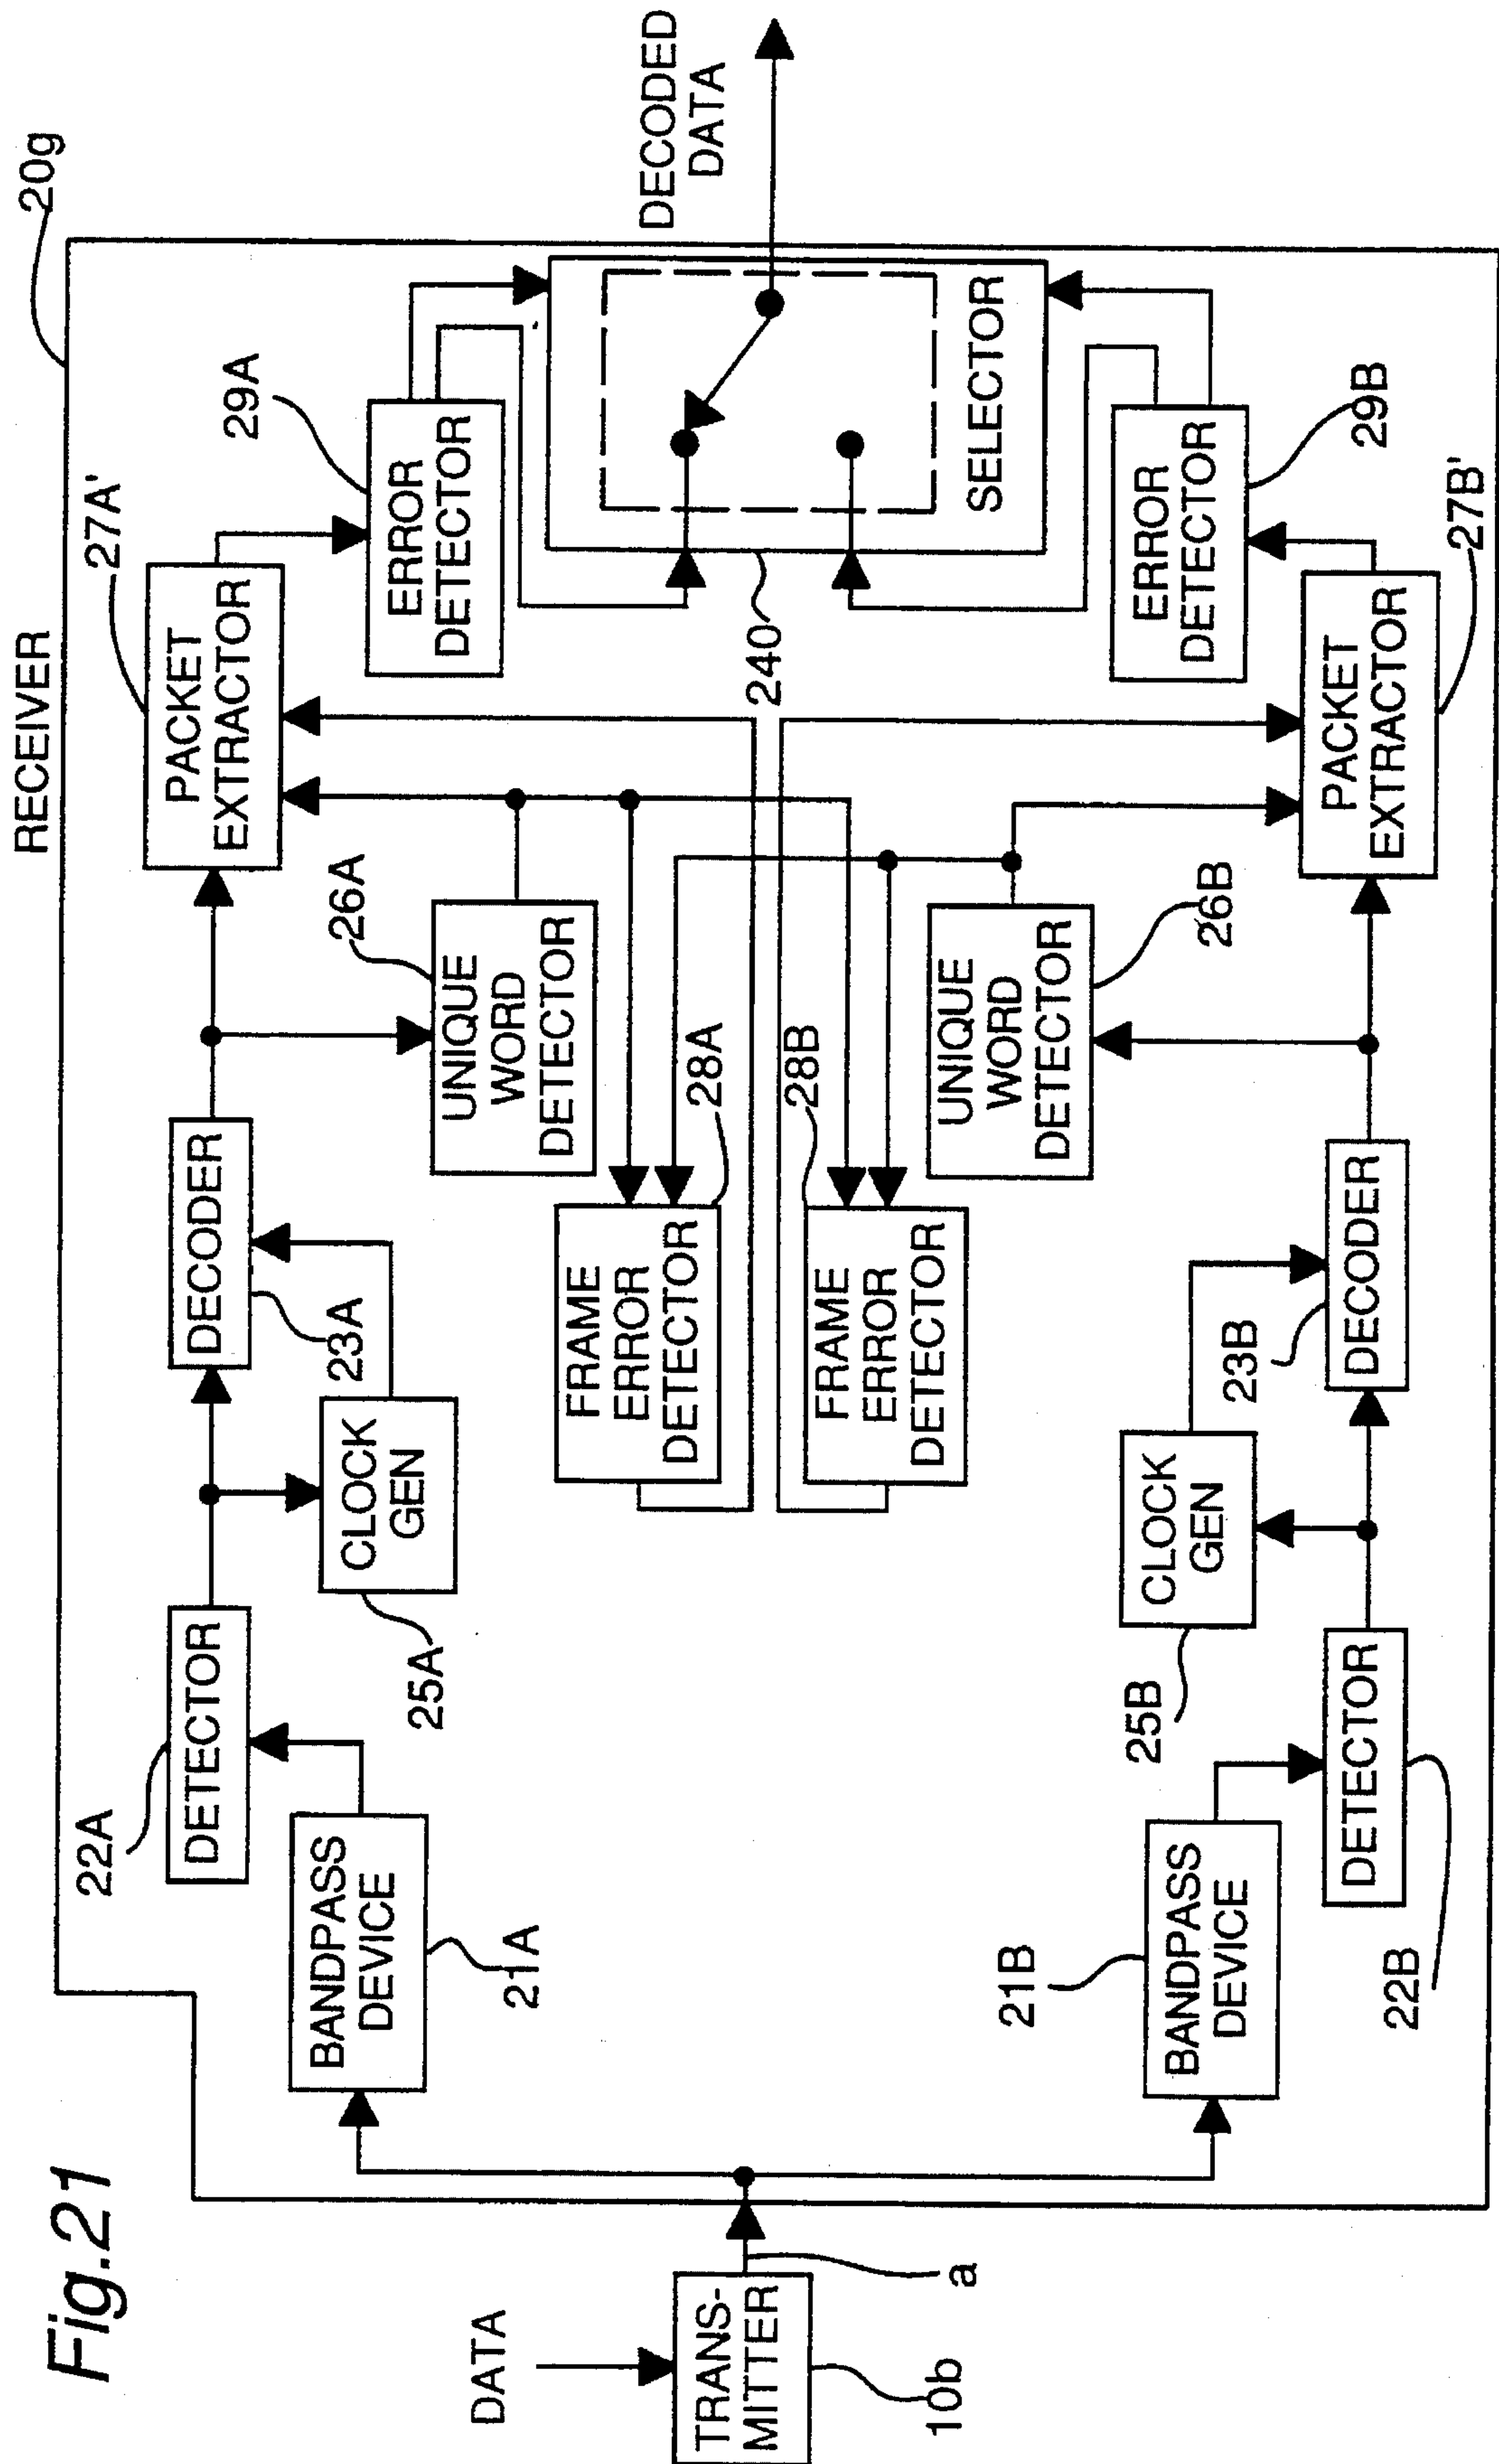 Fig.21
RECEIVER
20g
DATA
TRANS-
MITTER
10b
a
BANDPASS
DEVICE
21A
DETECTOR
22A
CLOCK
GEN
25A
DECODER
23A
UNIQUE
WORD
DETECTOR
26A
FRAME
ERROR
DETECTOR
28A
PACKET
EXTRACTOR
27A'
ERROR
DETECTOR
29A
SELECTOR
240
DECODED
DATA
BANDPASS
DEVICE
21B
DETECTOR
22B
CLOCK
GEN
25B
DECODER
23B
FRAME
ERROR
DETECTOR
28B
UNIQUE
WORD
DETECTOR
26B
PACKET
EXTRACTOR
27B'
ERROR
DETECTOR
29B